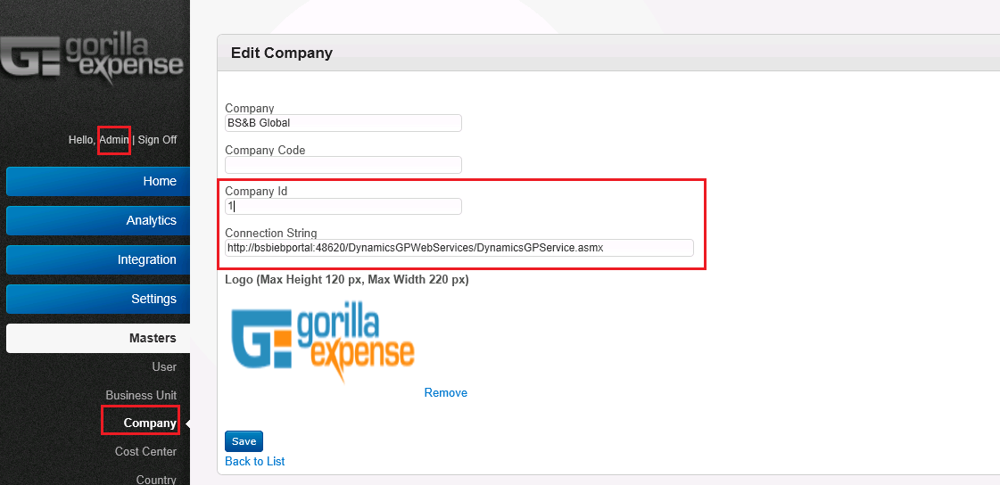 gorilla
expense
Hello, Admin | Sign Off
Home
Analytics
Integration
Settings
Masters
User
Business Unit
Company
Cost Center
Country
Edit Company
Company
BS&B Global
Company Code
Company Id
1
Connection String
http://bsbiebportal:48620/DynamicsGPWebServices/DynamicsGPService.asmx
Logo (Max Height 120 px, Max Width 220 px)
gorilla
expense
Remove
Save
Back to List